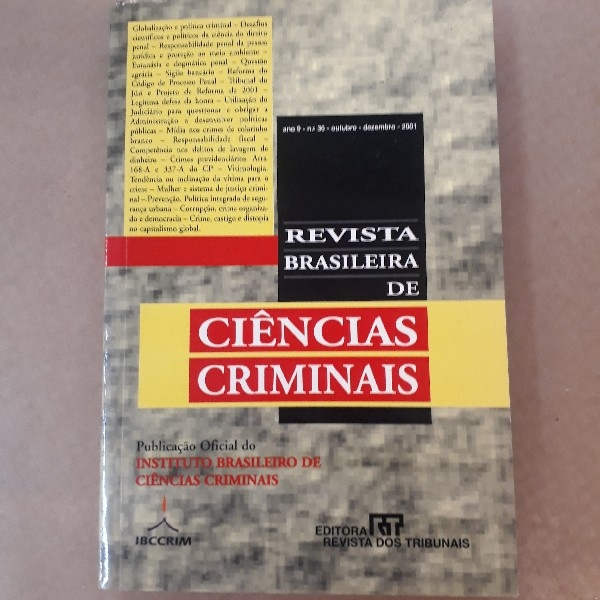 Globalização e política criminal – Desafios
científicos e políticos da ciência do direito
penal – Responsabilidade penal da pessoa
jurídica e proteção ao meio ambiente –
Eutanásia e dogmática penal – Questão
agrária – Sigilo bancário – Reforma do
Código de Processo Penal – Tribunal do
Júri e Projeto de Reforma de 2001 –
Legítima defesa da honra – Utilização do
Judiciário para questionar e obrigar a
Administração a desenvolver políticas
públicas – Mídia nos crimes de colarinho
branco – Responsabilidade fiscal –
Competência nos delitos de lavagem de
dinheiro – Crimes previdenciários: Arts.
168-A e 337-A do CP – Vitimologia.
Tendência ou inclinação da vítima para o
crime – Mulher e sistema de justiça crimi-
nal – Prevenção. Política integrada de segu-
rança urbana – Corrupção, crime organiza-
do e democracia – Crime, castigo e distopia
no capitalismo global.
ano 9 - n.º 36 - outubro - dezembro - 2001
REVISTA
BRASILEIRA
DE
CIÊNCIAS
CRIMINAIS
Publicação Oficial do
INSTITUTO BRASILEIRO DE
CIÊNCIAS CRIMINAIS
IBCCRIM
EDITORA RT
REVISTA DOS TRIBUNAIS